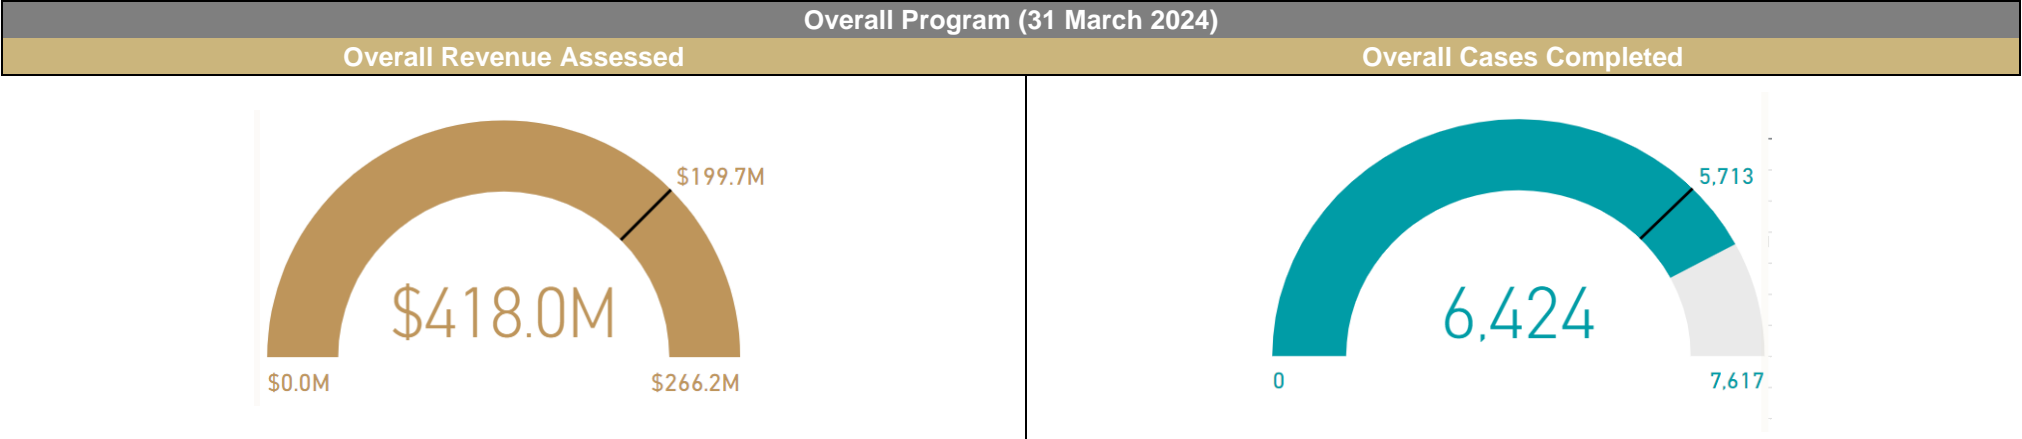 Overall Program (31 March 2024)
Overall Revenue Assessed
Overall Cases Completed
$199.7M
$418.0M
$0.0M
$266.2M
5,713
6,424
0
7,617